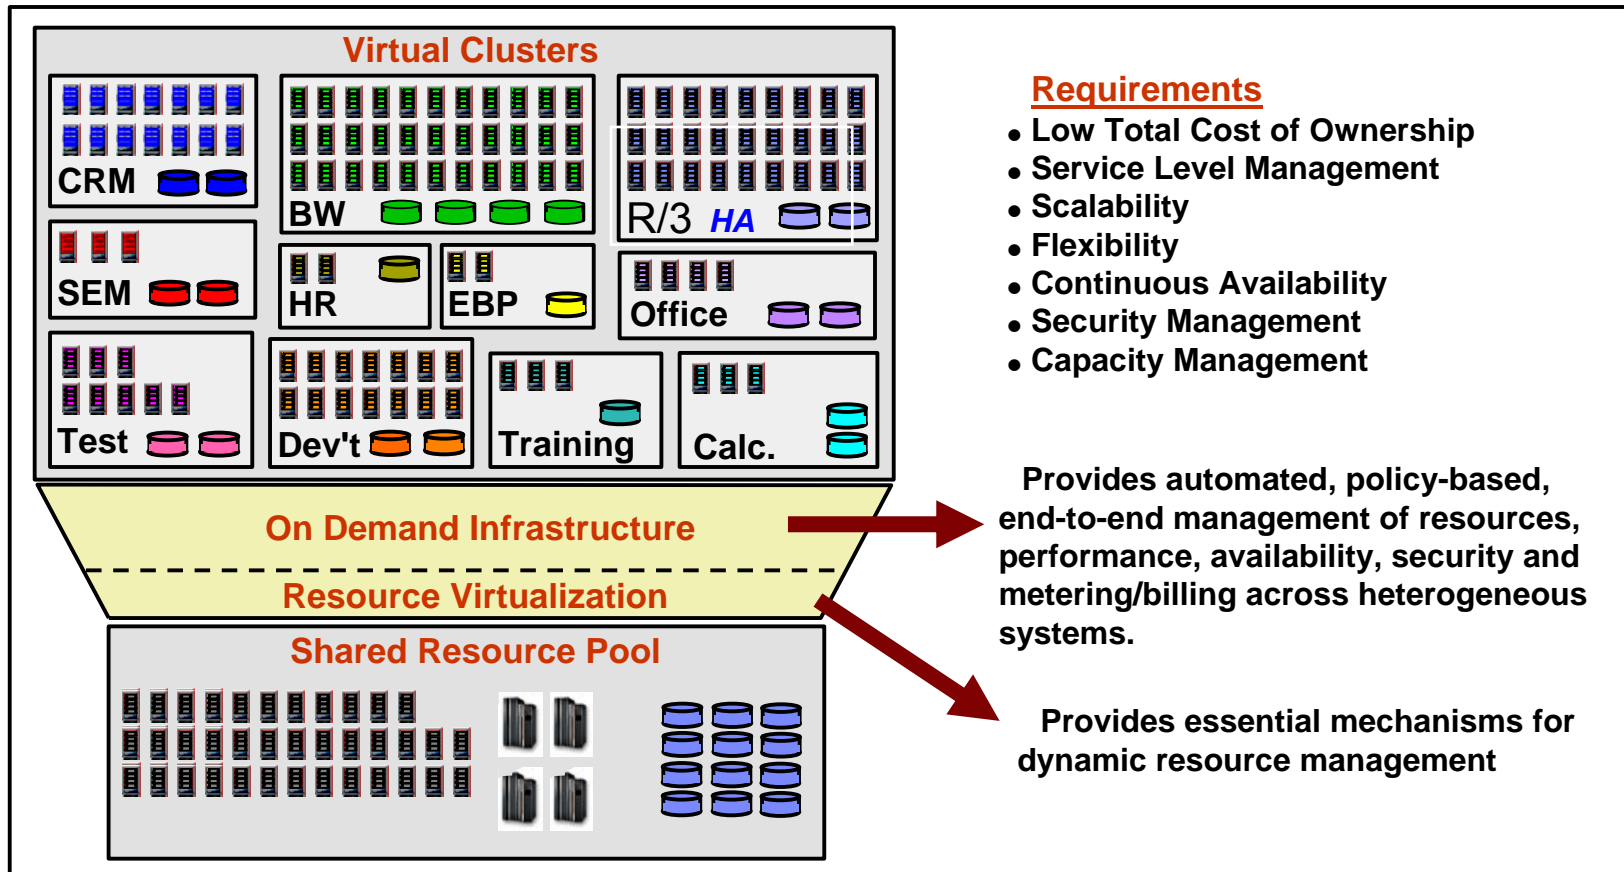 Virtual Clusters
CRM
BW
R/3 HA
SEM
HR
EBP
Office
Test
Dev't
Training
Calc.
On Demand Infrastructure
Resource Virtualization
Shared Resource Pool
Requirements
• Low Total Cost of Ownership
• Service Level Management
• Scalability
• Flexibility
• Continuous Availability
• Security Management
• Capacity Management
Provides automated, policy-based,
end-to-end management of resources,
performance, availability, security and
metering/billing across heterogeneous
systems.
Provides essential mechanisms for
dynamic resource management